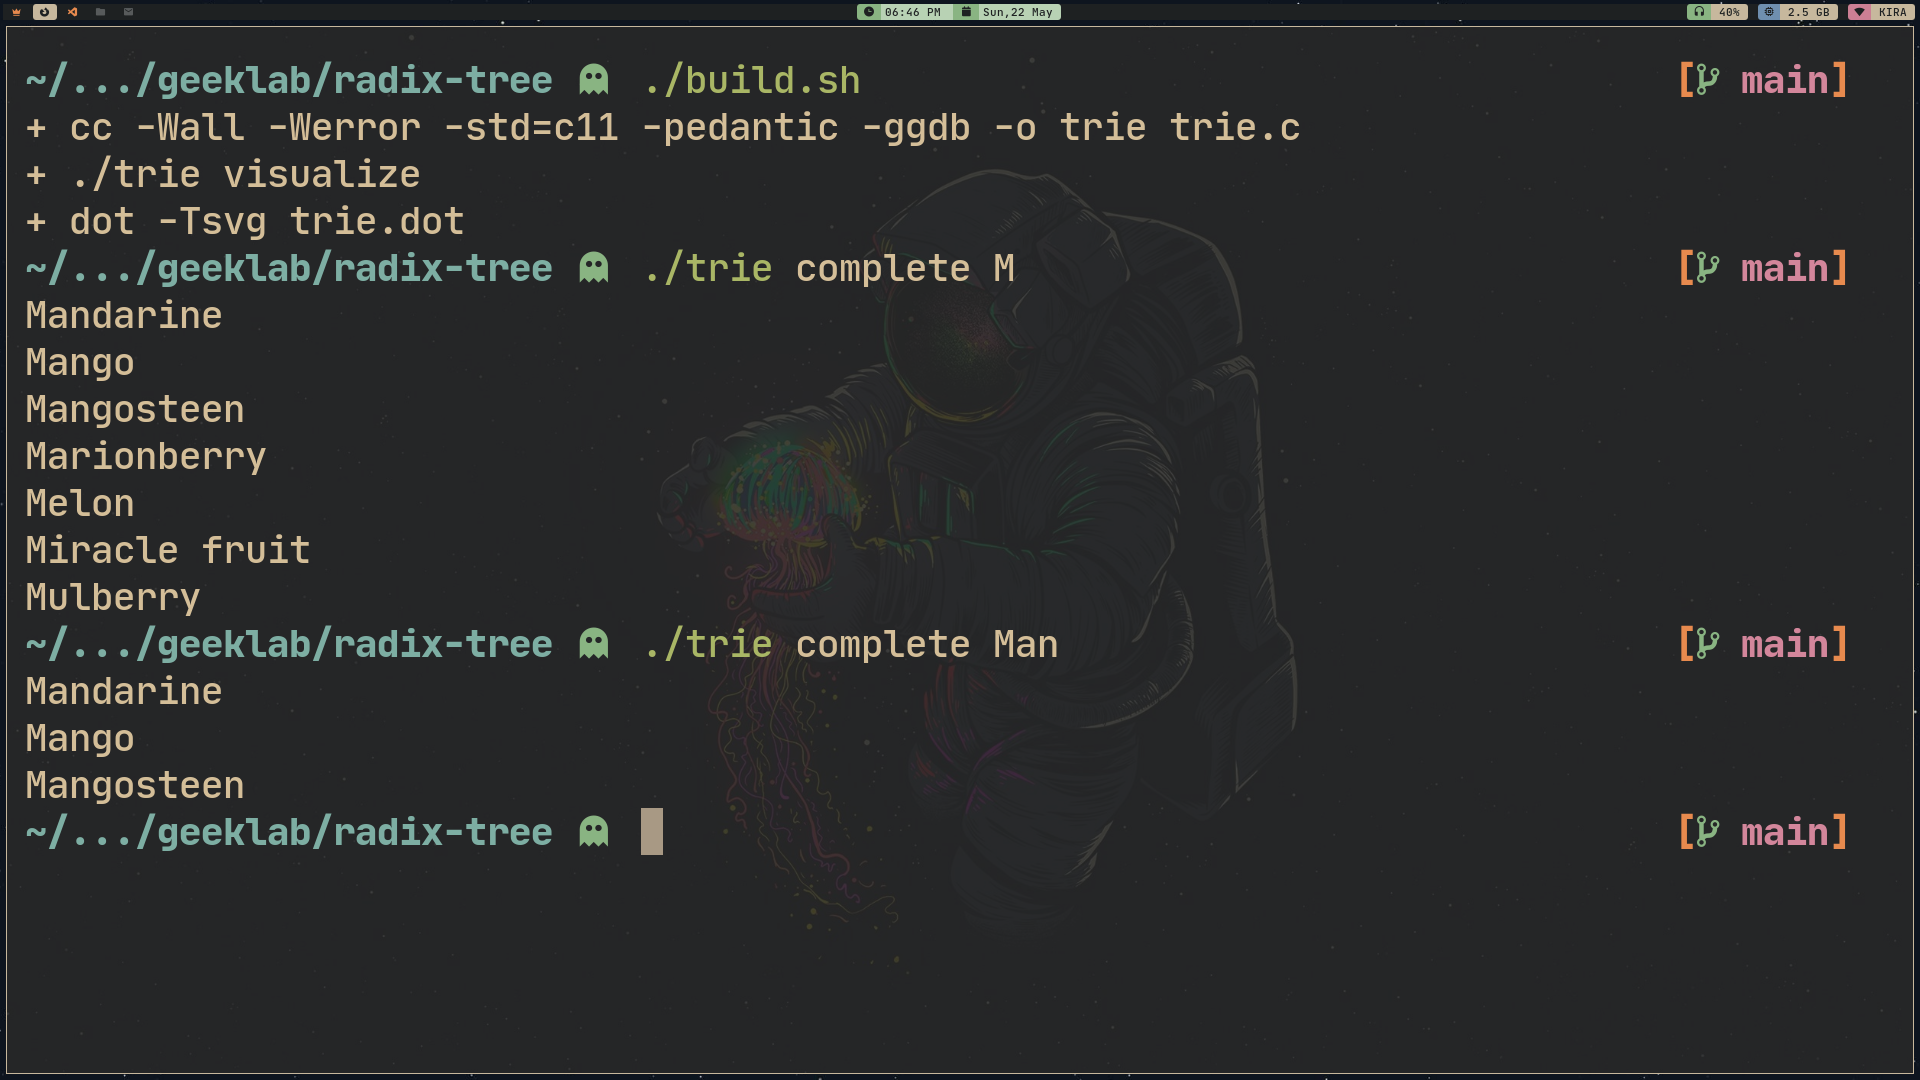 06:46 PM Sun,22 May 40% 2.5 GB KIRA
~/.../geeklab/radix-tree ./build.sh [ main]
+ cc -Wall -Werror -std=c11 -pedantic -ggdb -o trie trie.c
+ ./trie visualize
+ dot -Tsvg trie.dot
~/.../geeklab/radix-tree ./trie complete M [ main]
Mandarine
Mango
Mangosteen
Marionberry
Melon
Miracle fruit
Mulberry
~/.../geeklab/radix-tree ./trie complete Man [ main]
Mandarine
Mango
Mangosteen
~/.../geeklab/radix-tree [ main]